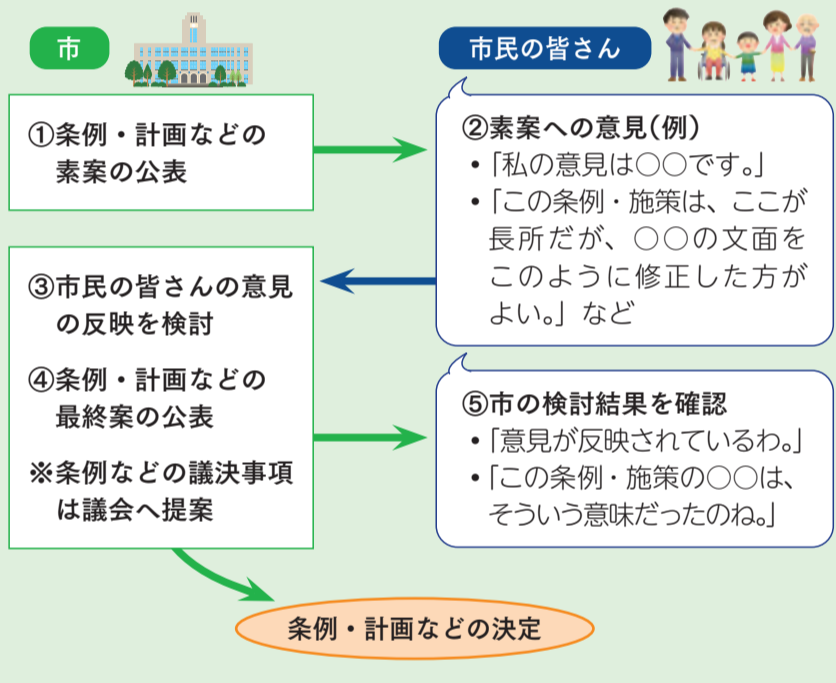 市
市民の皆さん
①条例・計画などの
素案の公表
②素案への意見(例)
•「私の意見は○○です。」
•「この条例・施策は、ここが
長所だが、○○の文面を
このように修正した方が
よい。」など
③市民の皆さんの意見
の反映を検討
④条例・計画などの
最終案の公表
※条例などの議決事項
は議会へ提案
⑤市の検討結果を確認
•「意見が反映されているわ。」
•「この条例・施策の○○は、
そういう意味だったのね。」
条例・計画などの決定